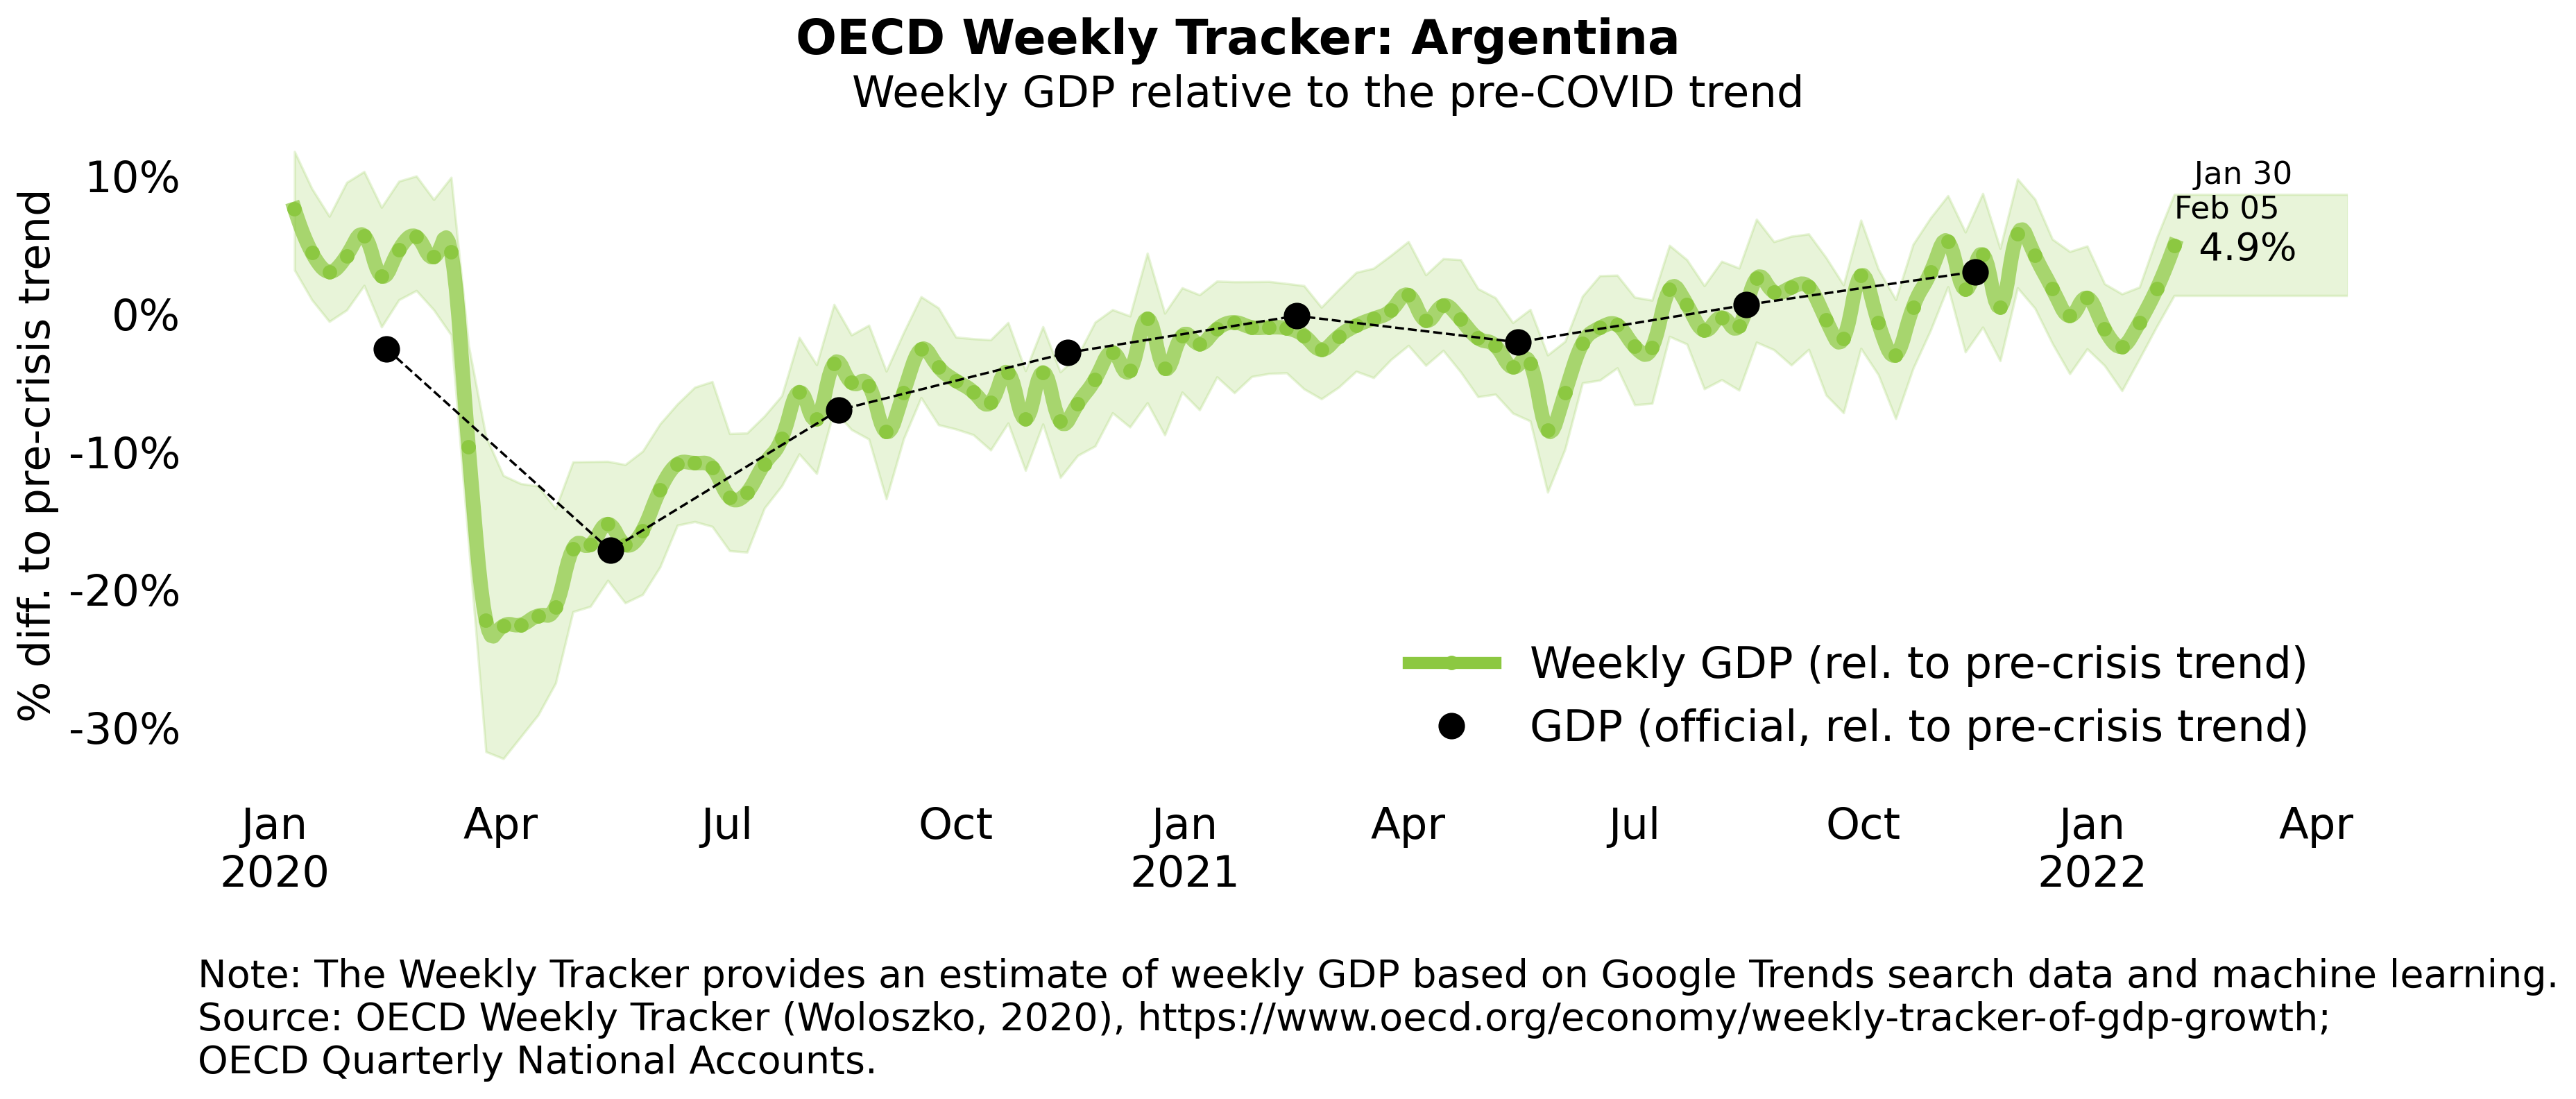 OECD Weekly Tracker: Argentina
Weekly GDP relative to the pre-COVID trend
% diff. to pre-crisis trend
10%
0%
-10%
-20%
-30%
Jan 30
Feb 05
4.9%
Weekly GDP (rel. to pre-crisis trend)
GDP (official, rel. to pre-crisis trend)
Jan Apr Jul Oct Jan Apr Jul Oct Jan Apr
2020 2021 2022
Note: The Weekly Tracker provides an estimate of weekly GDP based on Google Trends search data and machine learning.
Source: OECD Weekly Tracker (Woloszko, 2020), https://www.oecd.org/economy/weekly-tracker-of-gdp-growth;
OECD Quarterly National Accounts.